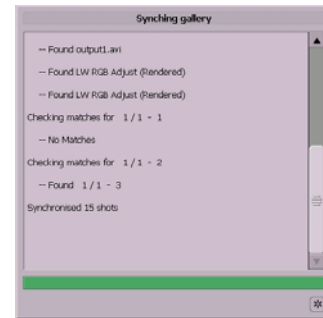 Synching gallery
-- Found output1.avi
-- Found LW RGB Adjust (Rendered)
-- Found LW RGB Adjust (Rendered)
Checking matches for 1 / 1 - 1
-- No Matches
Checking matches for 1 / 1 - 2
-- Found 1 / 1 - 3
Synchronised 15 shots